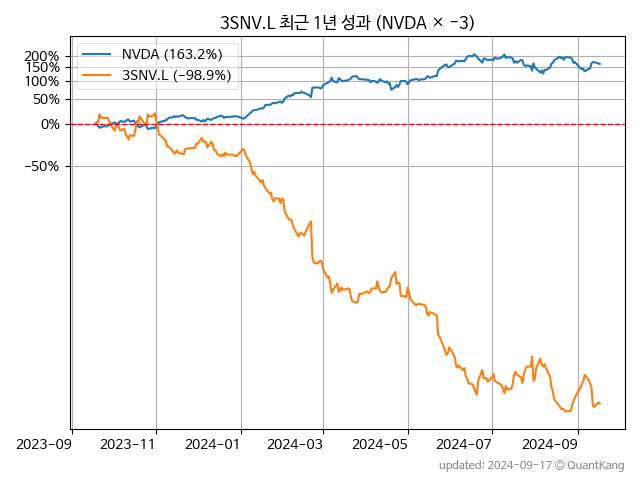 3SNV.L 최근 1년 성과 (NVDA × −3)
NVDA (163.2%)
3SNV.L (−98.9%)
200%
150%
100%
50%
0%
−50%
2023-09 2023-11 2024-01 2024-03 2024-05 2024-07 2024-09
updated: 2024-09-17 © QuantKang